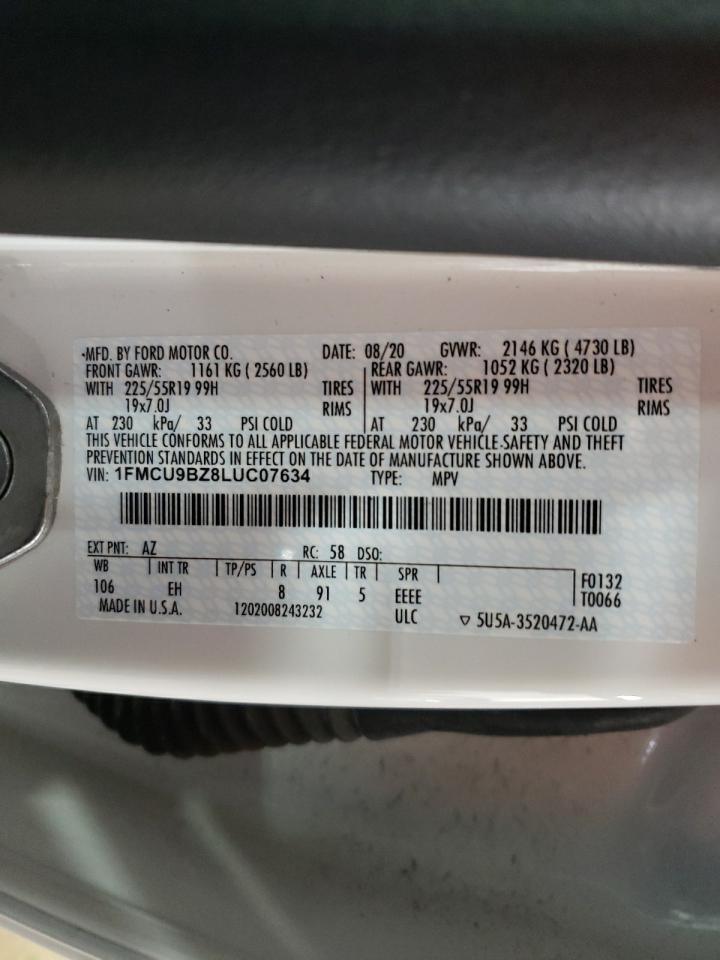 •MFD. BY FORD MOTOR CO. DATE: 08/20 GVWR: 2146 KG ( 4730 LB)
FRONT GAWR: 1161 KG ( 2560 LB) REAR GAWR: 1052 KG ( 2320 LB)
WITH 225/55R19 99H TIRES WITH 225/55R19 99H TIRES
19x7.0J RIMS 19x7.0J RIMS
AT 230 kPa/ 33 PSI COLD AT 230 kPa/ 33 PSI COLD
THIS VEHICLE CONFORMS TO ALL APPLICABLE FEDERAL MOTOR VEHICLE-SAFETY AND THEFT
PREVENTION STANDARDS IN EFFECT ON THE DATE OF MANUFACTURE SHOWN ABOVE.
VIN: 1FMCU9BZ8LUC07634 TYPE: MPV
EXT PNT: AZ RC: 58 DSO:
WB INT TR TP/PS R AXLE TR SPR F0132
106 EH 8 91 5 EEEE T0066
MADE IN U.S.A. 1202008243232 ULC ▽ 5U5A-3520472-AA